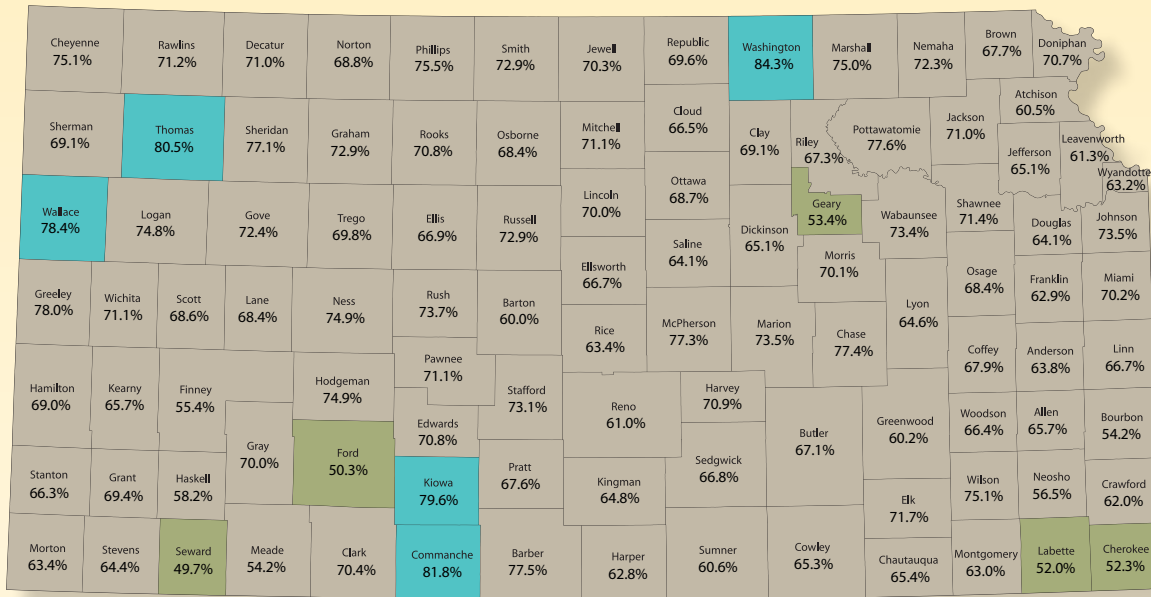 Cheyenne
75.1%
Rawlins
71.2%
Decatur
71.0%
Norton
68.8%
Phillips
75.5%
Smith
72.9%
Jewell
70.3%
Republic
69.6%
Washington
84.3%
Marshall
75.0%
Nemaha
72.3%
Brown
67.7%
Doniphan
70.7%
Sherman
69.1%
Thomas
80.5%
Sheridan
77.1%
Graham
72.9%
Rooks
70.8%
Osborne
68.4%
Mitchell
71.1%
Cloud
66.5%
Clay
69.1%
Riley
67.3%
Pottawatomie
77.6%
Jackson
71.0%
Atchison
60.5%
Jefferson
65.1%
Leavenworth
61.3%
Wyandotte
63.2%
Wallace
78.4%
Logan
74.8%
Gove
72.4%
Trego
69.8%
Ellis
66.9%
Russell
72.9%
Lincoln
70.0%
Ottawa
68.7%
Saline
64.1%
Dickinson
65.1%
Geary
53.4%
Wabaunsee
73.4%
Shawnee
71.4%
Douglas
64.1%
Johnson
73.5%
Ellsworth
66.7%
Morris
70.1%
Osage
68.4%
Franklin
62.9%
Miami
70.2%
Greeley
78.0%
Wichita
71.1%
Scott
68.6%
Lane
68.4%
Ness
74.9%
Rush
73.7%
Barton
60.0%
Rice
63.4%
McPherson
77.3%
Marion
73.5%
Chase
77.4%
Lyon
64.6%
Coffey
67.9%
Anderson
63.8%
Linn
66.7%
Hamilton
69.0%
Kearny
65.7%
Finney
55.4%
Hodgeman
74.9%
Pawnee
71.1%
Stafford
73.1%
Reno
61.0%
Harvey
70.9%
Butler
67.1%
Greenwood
60.2%
Woodson
66.4%
Allen
65.7%
Bourbon
54.2%
Gray
70.0%
Ford
50.3%
Edwards
70.8%
Stanton
66.3%
Grant
69.4%
Haskell
58.2%
Kiowa
79.6%
Pratt
67.6%
Kingman
64.8%
Sedgwick
66.8%
Elk
71.7%
Wilson
75.1%
Neosho
56.5%
Crawford
62.0%
Morton
63.4%
Stevens
64.4%
Seward
49.7%
Meade
54.2%
Clark
70.4%
Commanche
81.8%
Barber
77.5%
Harper
62.8%
Sumner
60.6%
Cowley
65.3%
Chautauqua
65.4%
Montgomery
63.0%
Labette
52.0%
Cherokee
52.3%